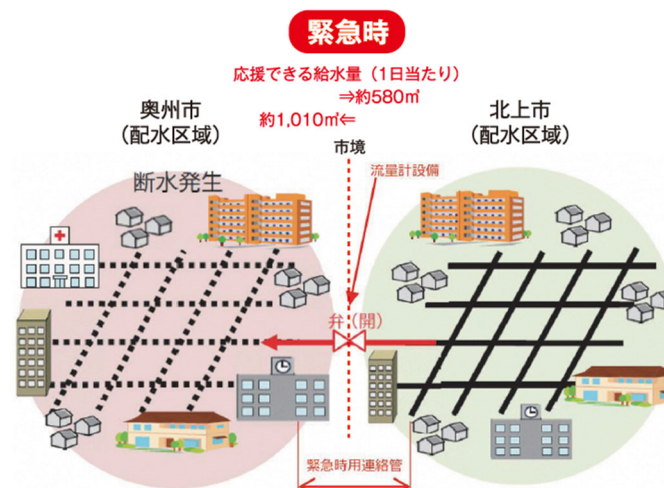 緊急時
応援できる給水量（1日当たり）
⇒約580㎥
約1,010㎥⇐
奥州市
（配水区域）
北上市
（配水区域）
市境
断水発生
流量計設備
弁（開）
緊急時用連絡管